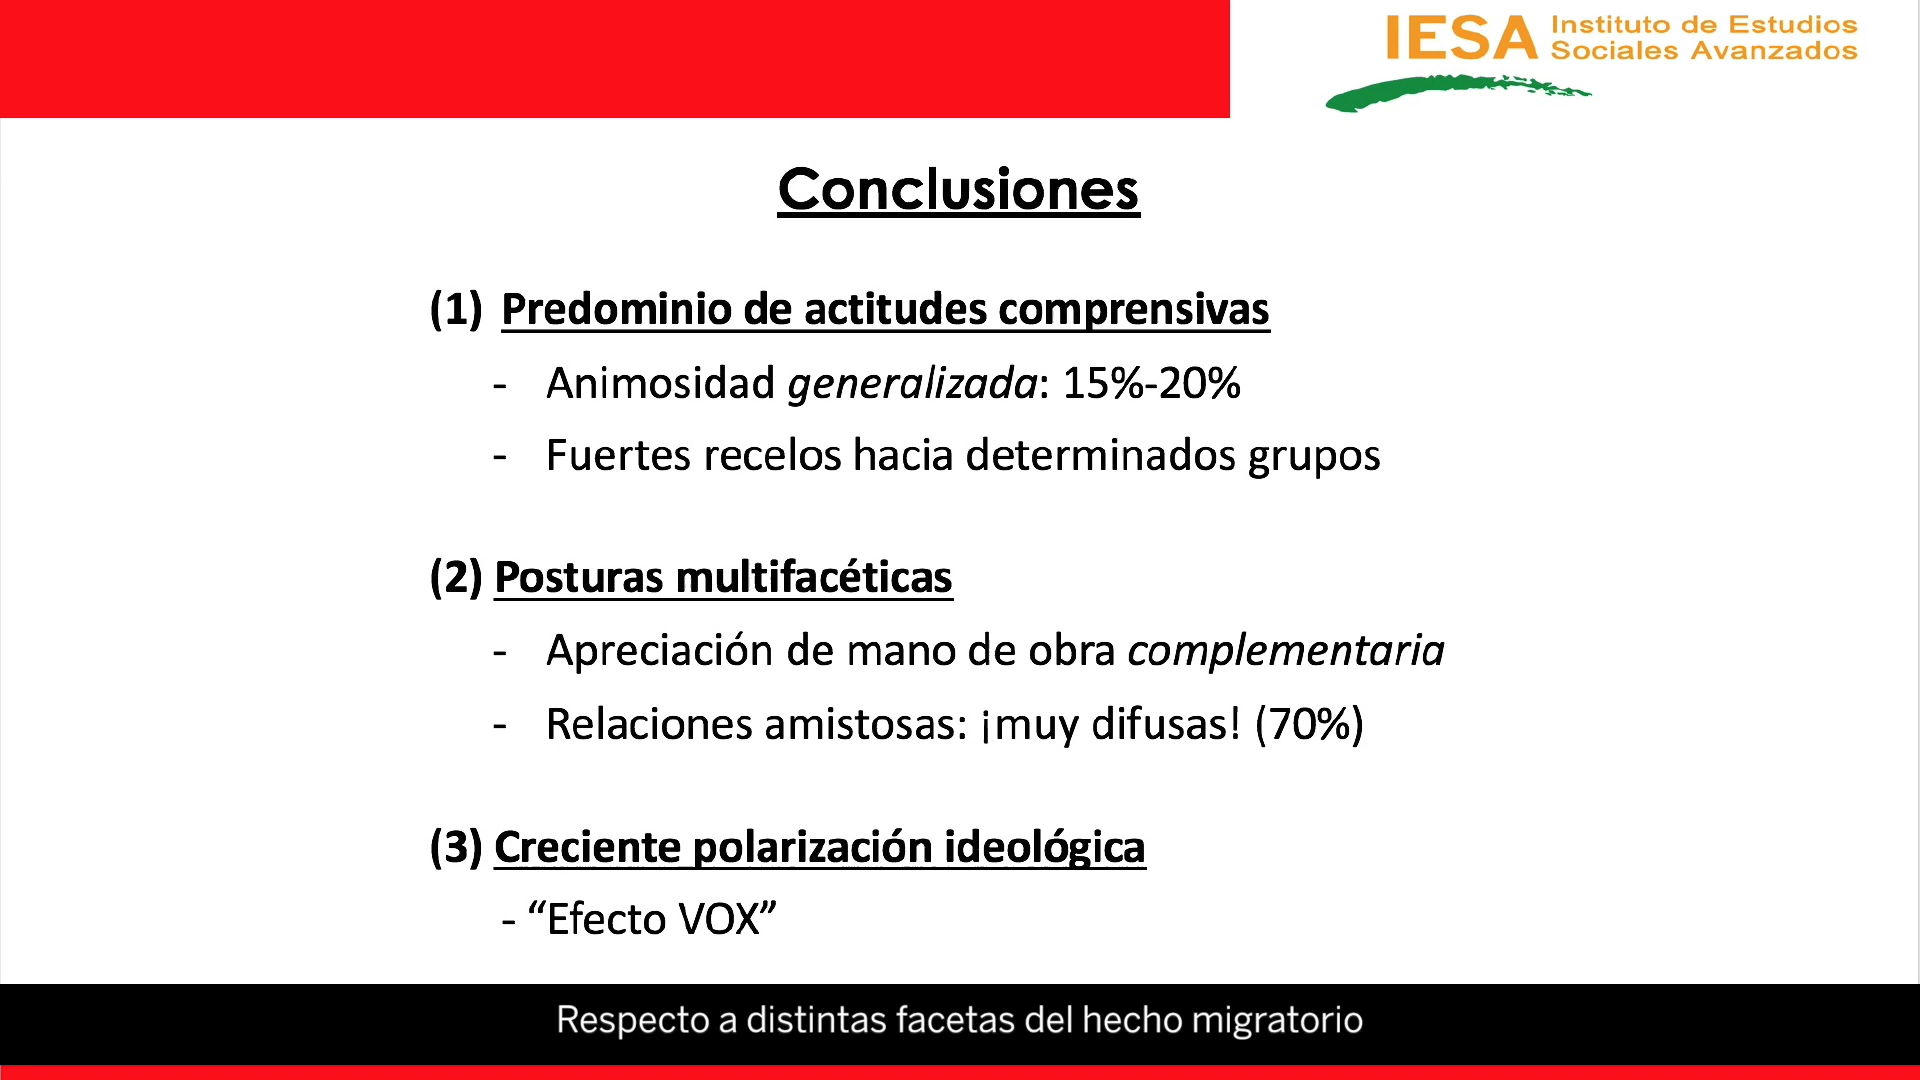 IESA Instituto de Estudios
Sociales Avanzados
Conclusiones
(1) Predominio de actitudes comprensivas
- Animosidad generalizada: 15%-20%
- Fuertes recelos hacia determinados grupos
(2) Posturas multifacéticas
- Apreciación de mano de obra complementaria
- Relaciones amistosas: ¡muy difusas! (70%)
(3) Creciente polarización ideológica
- “Efecto VOX”
Respecto a distintas facetas del hecho migratorio